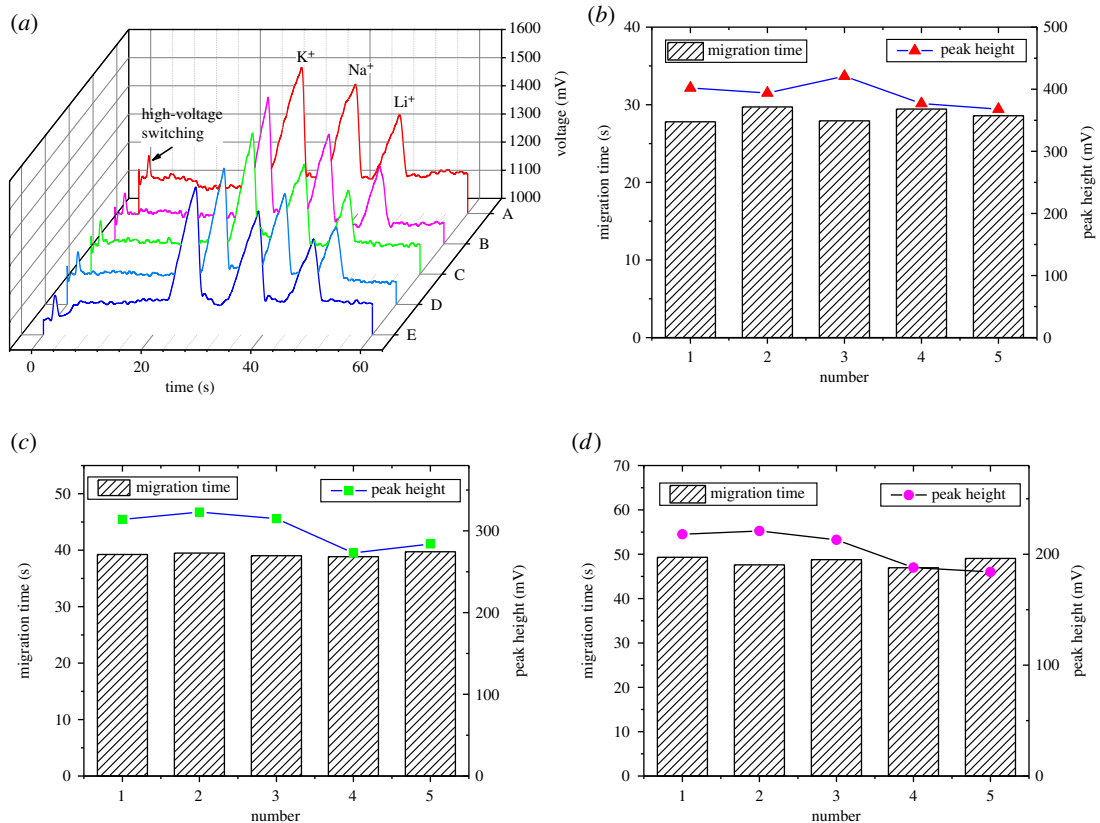 (a)
1600
1500
1400
1300
1200
1100
1000
voltage (mV)
K+
Na+
Li+
high-voltage
switching
A
B
C
D
E
0
20
40
60
time (s)
(b)
migration time
peak height
40
30
20
10
0
migration time (s)
500
400
300
200
100
0
peak height (mV)
1 2 3 4 5
number
(c)
migration time
peak height
50
40
30
20
10
0
migration time (s)
300
200
100
0
peak height (mV)
1 2 3 4 5
number
(d)
migration time
peak height
70
60
50
40
30
20
10
0
migration time (s)
200
100
0
peak height (mV)
1 2 3 4 5
number